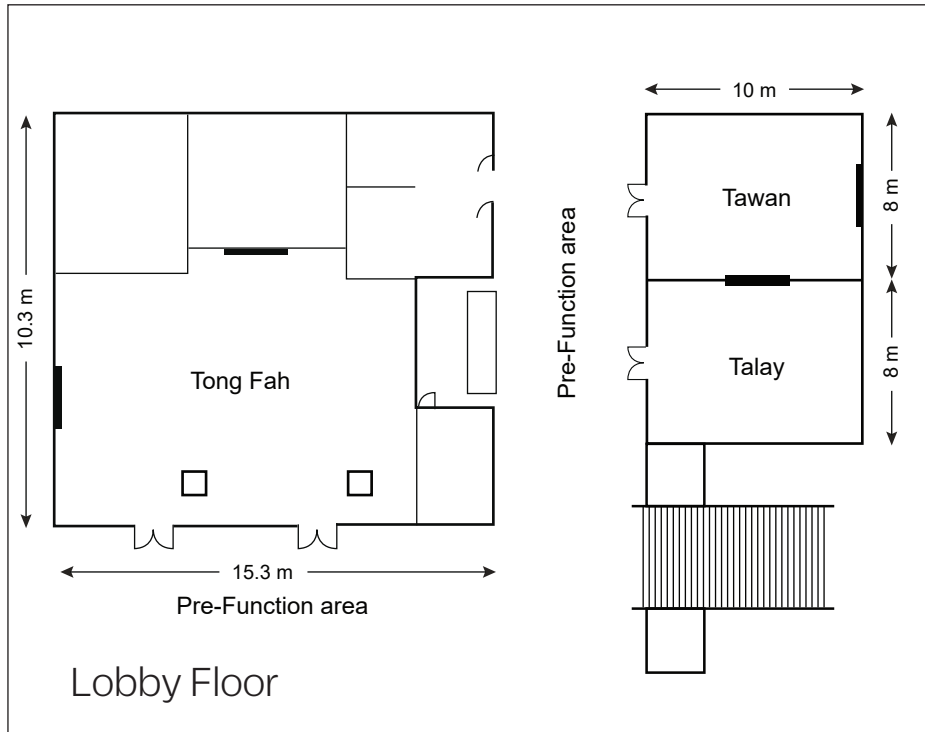 10 m
Tawan
8 m
Pre-Function area
10.3 m
Tong Fah
Talay
8 m
15.3 m
Pre-Function area
Lobby Floor